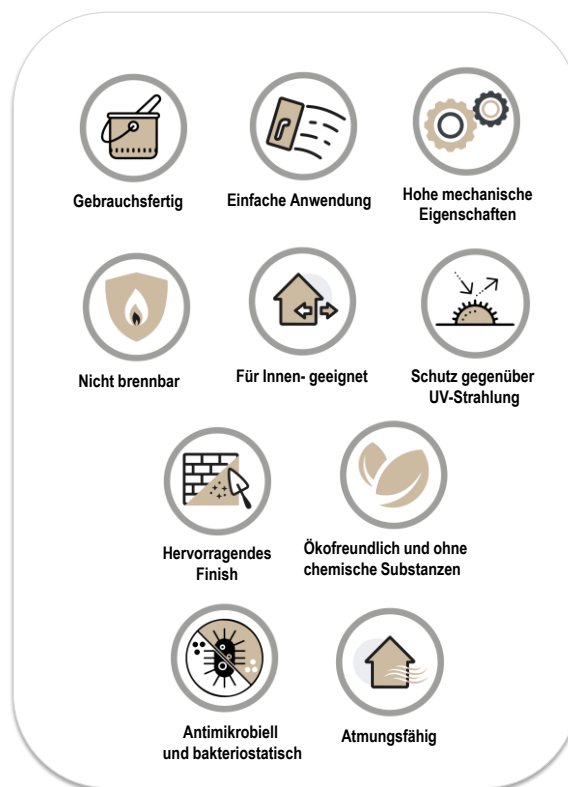 Gebrauchsfertig
Einfache Anwendung
Hohe mechanische
Eigenschaften
Nicht brennbar
Für Innen- geeignet
Schutz gegenüber
UV-Strahlung
Hervorragendes
Finish
Ökofreundlich und ohne
chemische Substanzen
Antimikrobiell
und bakteriostatisch
Atmungsfähig